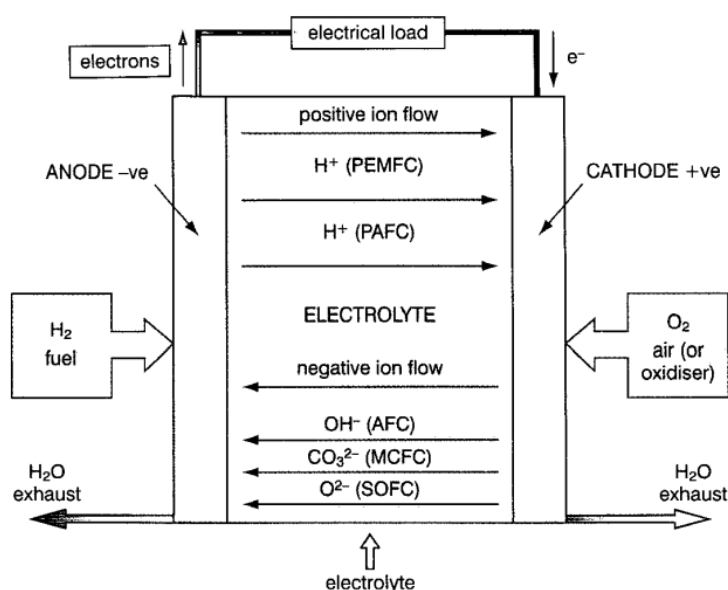 electrical load
electrons
e⁻
positive ion flow
ANODE –ve
H⁺ (PEMFC)
CATHODE +ve
H⁺ (PAFC)
H₂
fuel
ELECTROLYTE
O₂
air (or
oxidiser)
negative ion flow
OH⁻ (AFC)
CO₃²⁻ (MCFC)
O²⁻ (SOFC)
H₂O
exhaust
H₂O
exhaust
electrolyte